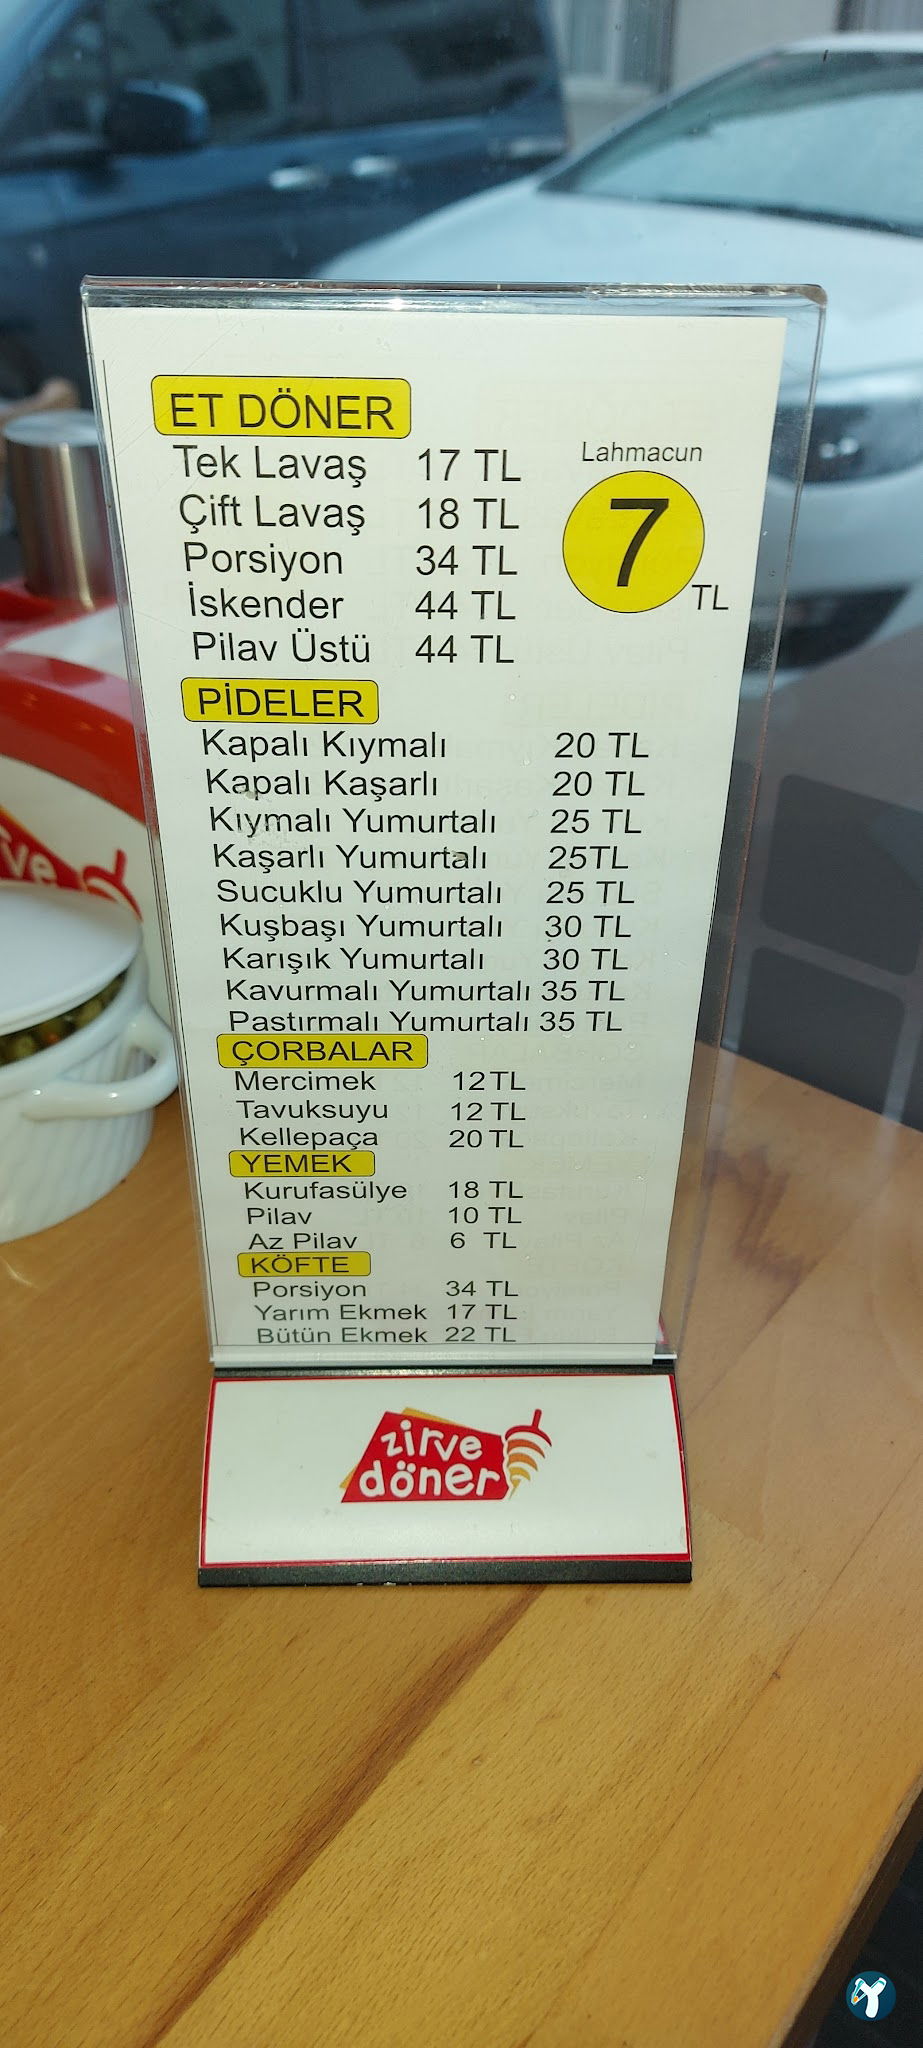 ET DÖNER
Tek Lavaş 17 TL
Çift Lavaş 18 TL
Porsiyon 34 TL
İskender 44 TL
Pilav Üstü 44 TL
Lahmacun
7
TL
PİDELER
Kapalı Kıymalı 20 TL
Kapalı Kaşarlı 20 TL
Kıymalı Yumurtalı 25 TL
Kaşarlı Yumurtalı 25TL
Sucuklu Yumurtalı 25 TL
Kuşbaşı Yumurtalı 30 TL
Karışık Yumurtalı 30 TL
Kavurmalı Yumurtalı 35 TL
Pastırmalı Yumurtalı 35 TL
ÇORBALAR
Mercimek 12 TL
Tavuksuyu 12 TL
Kellepaça 20 TL
YEMEK
Kurufasülye 18 TL
Pilav 10 TL
Az Pilav 6 TL
KÖFTE
Porsiyon 34 TL
Yarım Ekmek 17 TL
Bütün Ekmek 22 TL
zirve
döner